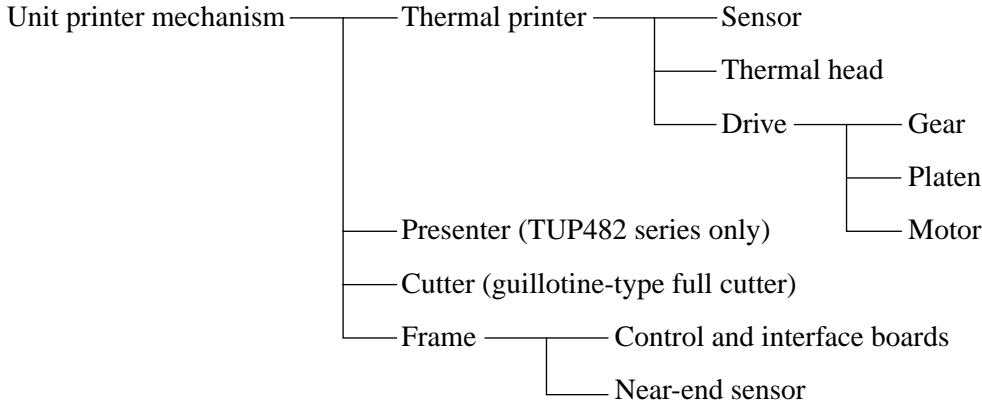 Unit printer mechanism Thermal printer Sensor
Thermal head
Drive Gear
Platen
Presenter (TUP482 series only) Motor
Cutter (guillotine-type full cutter)
Frame Control and interface boards
Near-end sensor